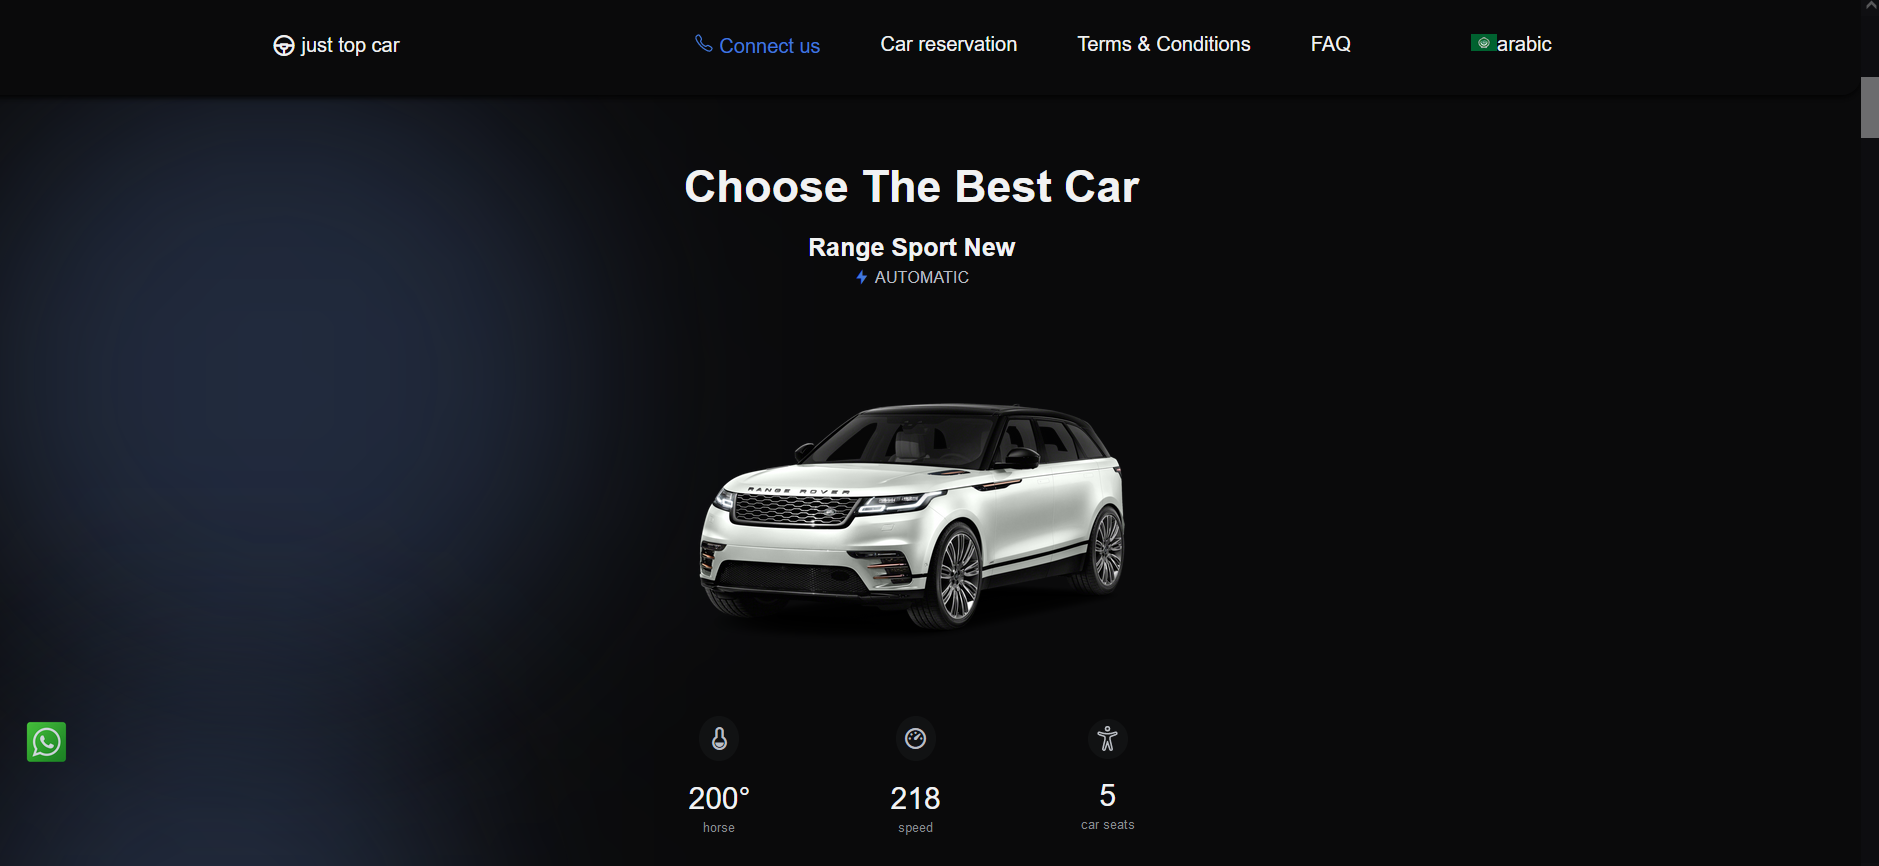 just top car
Connect us
Car reservation
Terms & Conditions
FAQ
arabic
Choose The Best Car
Range Sport New
AUTOMATIC
RANGE ROVER
200°
horse
218
speed
5
car seats